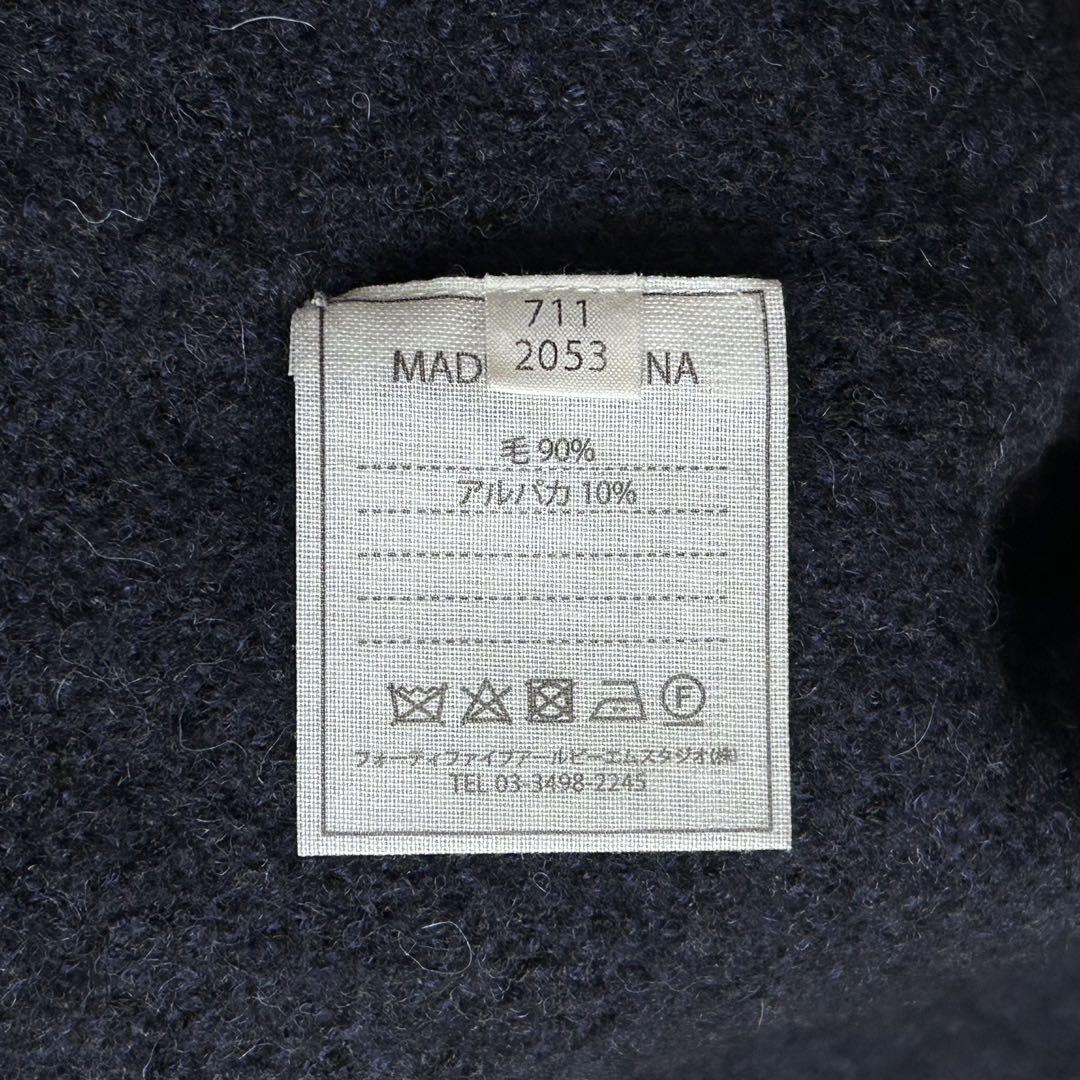 711
2053
MAD NA
毛 90%
アルパカ 10%
F
フォーティファイブアールピーエムスタジオ(株)
TEL 03-3498-2245